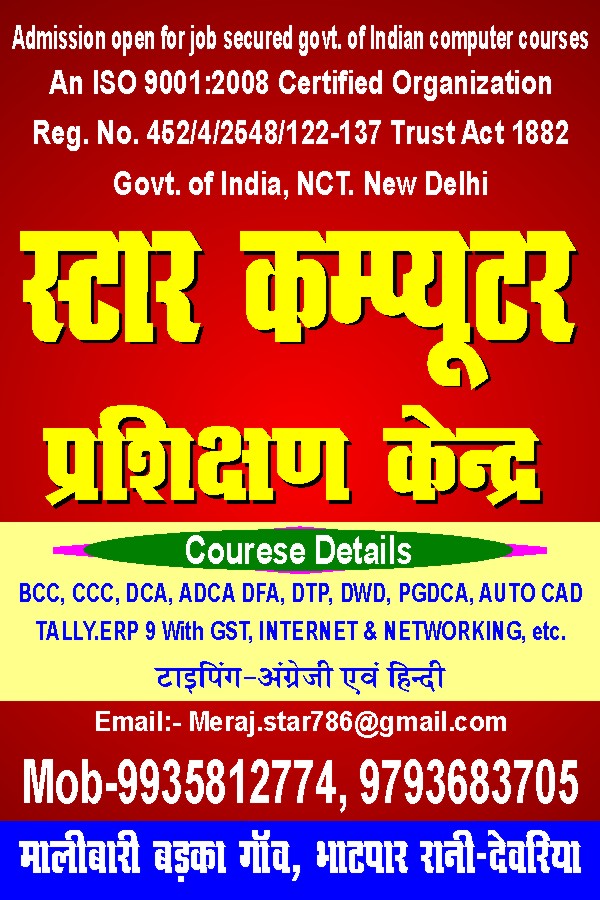 Admission open for job secured govt. of Indian computer courses
An ISO 9001:2008 Certified Organization
Reg. No. 452/4/2548/122-137 Trust Act 1882
Govt. of India, NCT. New Delhi
स्टार कम्प्यूटर
प्रशिक्षण केन्द्र
Courese Details
BCC, CCC, DCA, ADCA DFA, DTP, DWD, PGDCA, AUTO CAD
TALLY.ERP 9 With GST, INTERNET & NETWORKING, etc.
टाइपिंग-अंग्रेजी एवं हिन्दी
Email:- Meraj.star786@gmail.com
Mob-9935812774, 9793683705
मालीबारी बड़का गॉव, भाटपार रानी-देवरिया